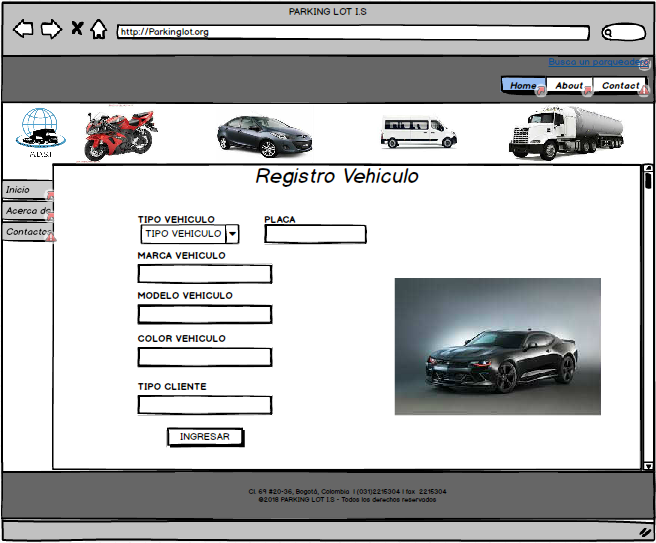 PARKING LOT I.S
http://Parkinglot.org
Busca un parqueadero
Home About Contact
A.D.S.I
Registro Vehiculo
Inicio
Acerca de
Contactos
TIPO VEHICULO PLACA
TIPO VEHICULO
MARCA VEHICULO
MODELO VEHICULO
COLOR VEHICULO
TIPO CLIENTE
INGRESAR
Cl. 69 #20-36, Bogotá, Colombia | (031)2215304 | fax 2215304
©2018 PARKING LOT I.S - Todos los derechos reservados